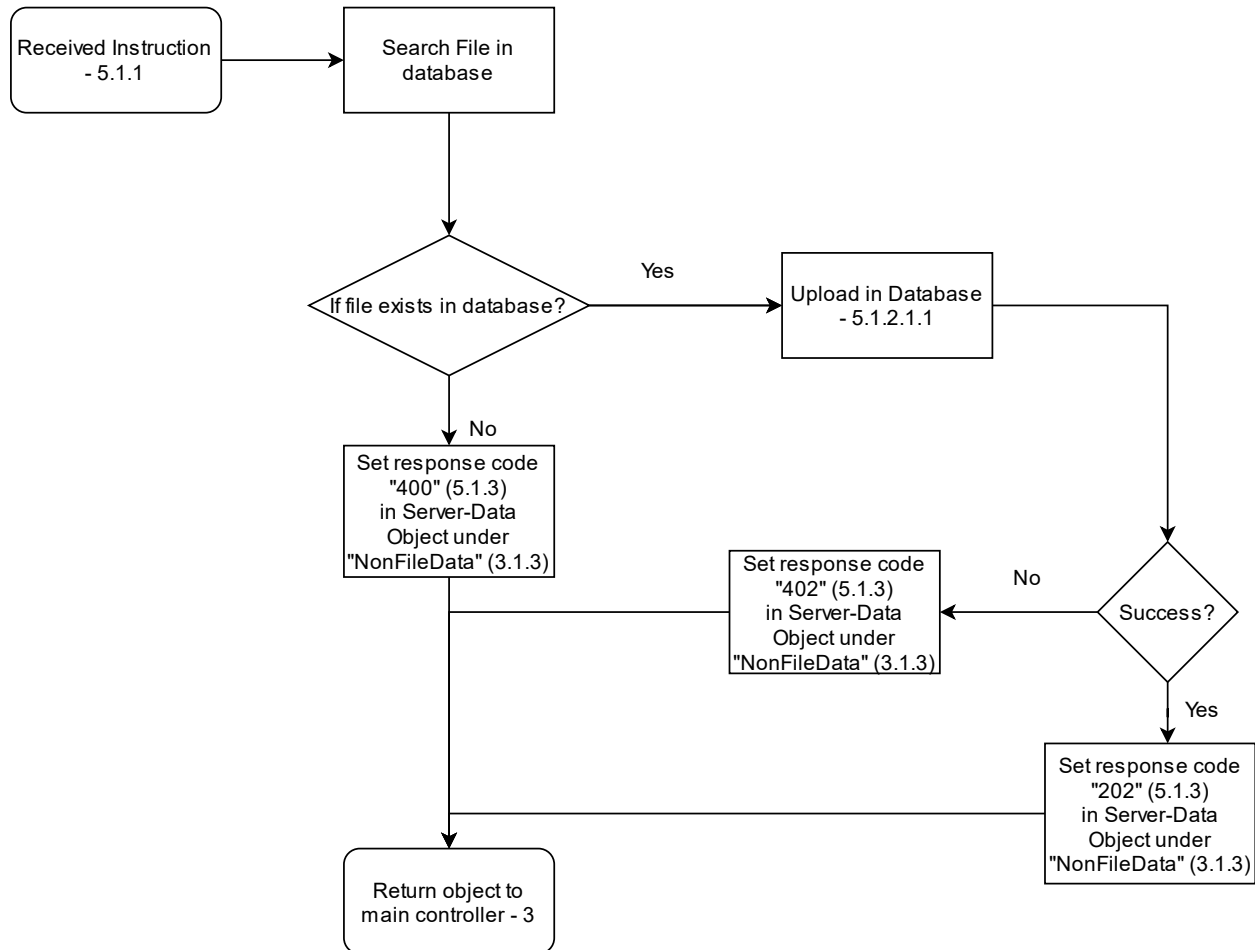 Received Instruction
- 5.1.1
Search File in
database
If file exists in database?
Yes
Upload in Database
- 5.1.2.1.1
No
Set response code
"400" (5.1.3)
in Server-Data
Object under
"NonFileData" (3.1.3)
Set response code
"402" (5.1.3)
in Server-Data
Object under
"NonFileData" (3.1.3)
No
Success?
Yes
Set response code
"202" (5.1.3)
in Server-Data
Object under
"NonFileData" (3.1.3)
Return object to
main controller - 3